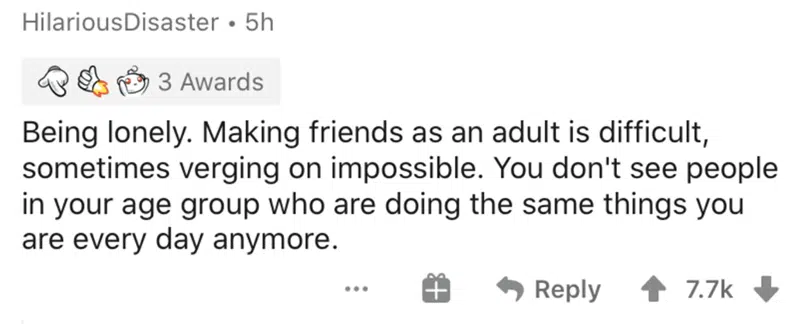 HilariousDisaster • 5h
3 Awards
Being lonely. Making friends as an adult is difficult,
sometimes verging on impossible. You don't see people
in your age group who are doing the same things you
are every day anymore.
Reply 7.7k